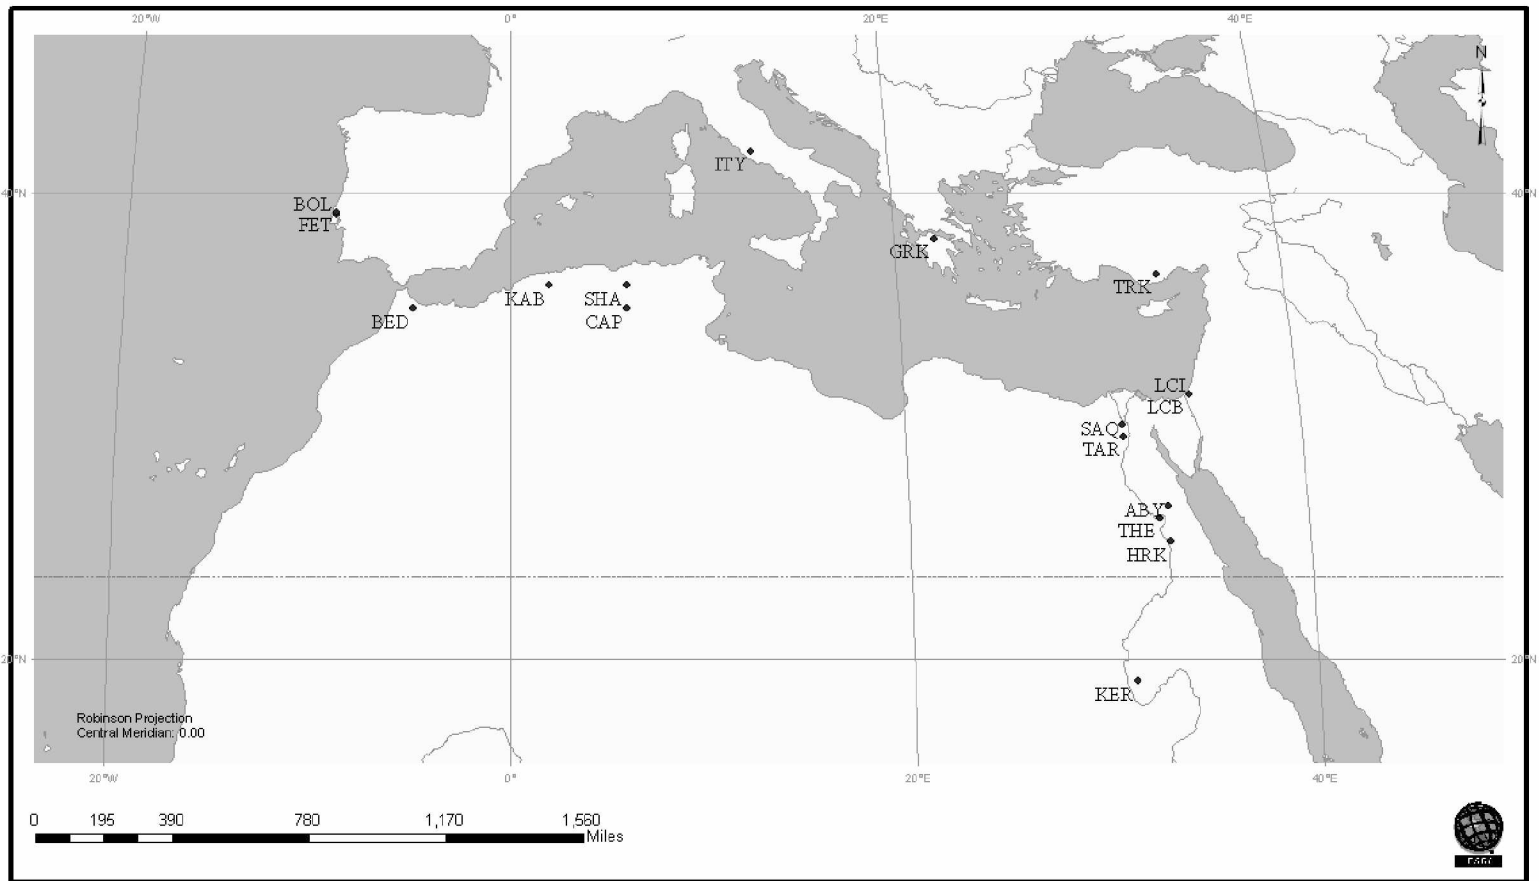 20°W 0° 20°E 40°E
N
ITY
40°N 40°N
BOL
FET
GRK
TRK
KAB SHA
BED CAP
LCI
LCB
SAQ
TAR
ABY
THE
HRK
20°N 20°N
KER
Robinson Projection
Central Meridian: 0.00
20°W 0° 20°E 40°E
0 195 390 780 1,170 1,560
Miles